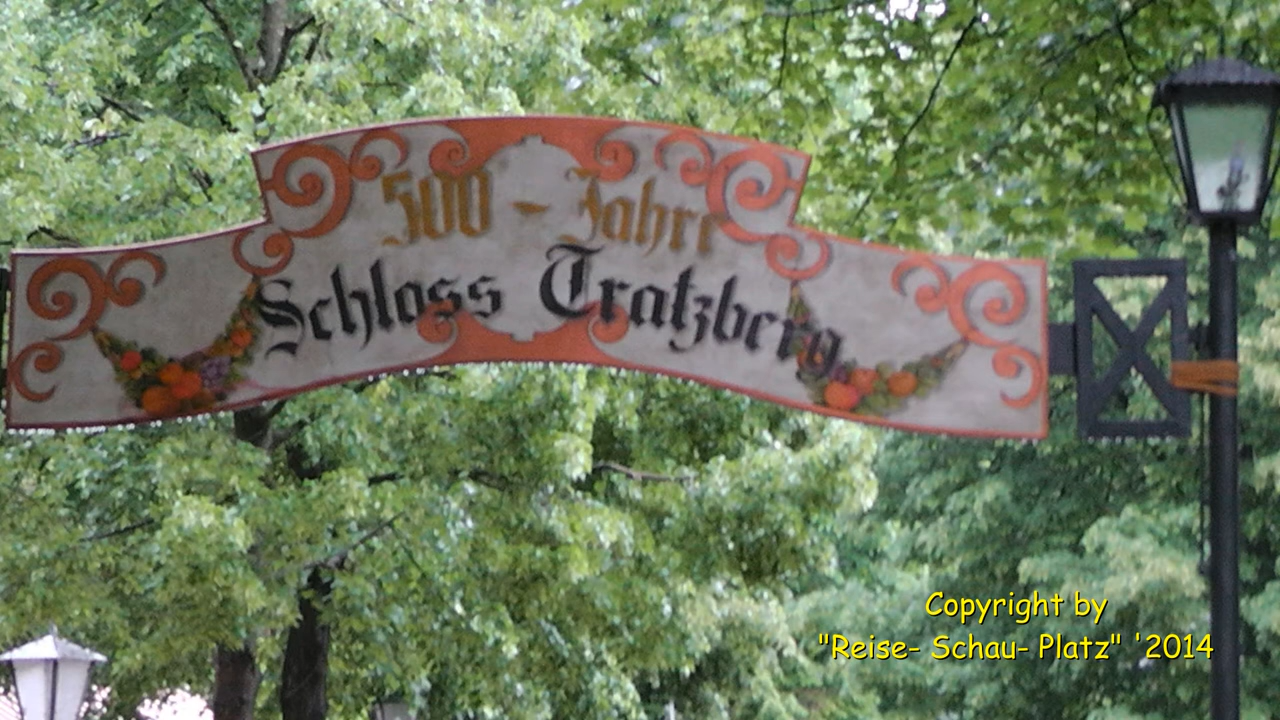 500 - Jahre
Schloss Tratzberg
Copyright by
"Reise- Schau- Platz" '2014